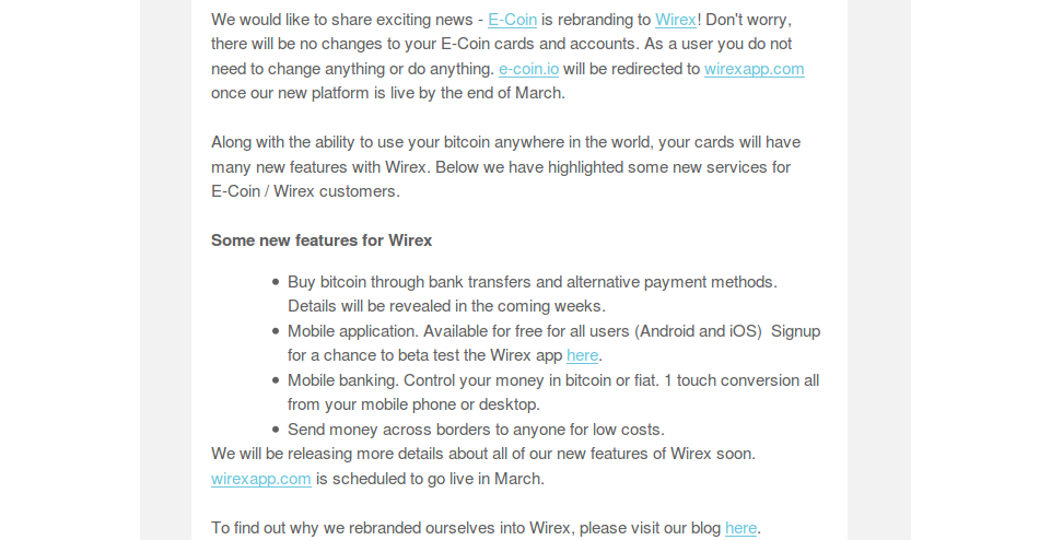 We would like to share exciting news - E-Coin is rebranding to Wirex! Don't worry,
there will be no changes to your E-Coin cards and accounts. As a user you do not
need to change anything or do anything. e-coin.io will be redirected to wirexapp.com
once our new platform is live by the end of March.
Along with the ability to use your bitcoin anywhere in the world, your cards will have
many new features with Wirex. Below we have highlighted some new services for
E-Coin / Wirex customers.
Some new features for Wirex
• Buy bitcoin through bank transfers and alternative payment methods.
Details will be revealed in the coming weeks.
• Mobile application. Available for free for all users (Android and iOS)  Signup
for a chance to beta test the Wirex app here.
• Mobile banking. Control your money in bitcoin or fiat. 1 touch conversion all
from your mobile phone or desktop.
• Send money across borders to anyone for low costs.
We will be releasing more details about all of our new features of Wirex soon.
wirexapp.com is scheduled to go live in March.
To find out why we rebranded ourselves into Wirex, please visit our blog here.